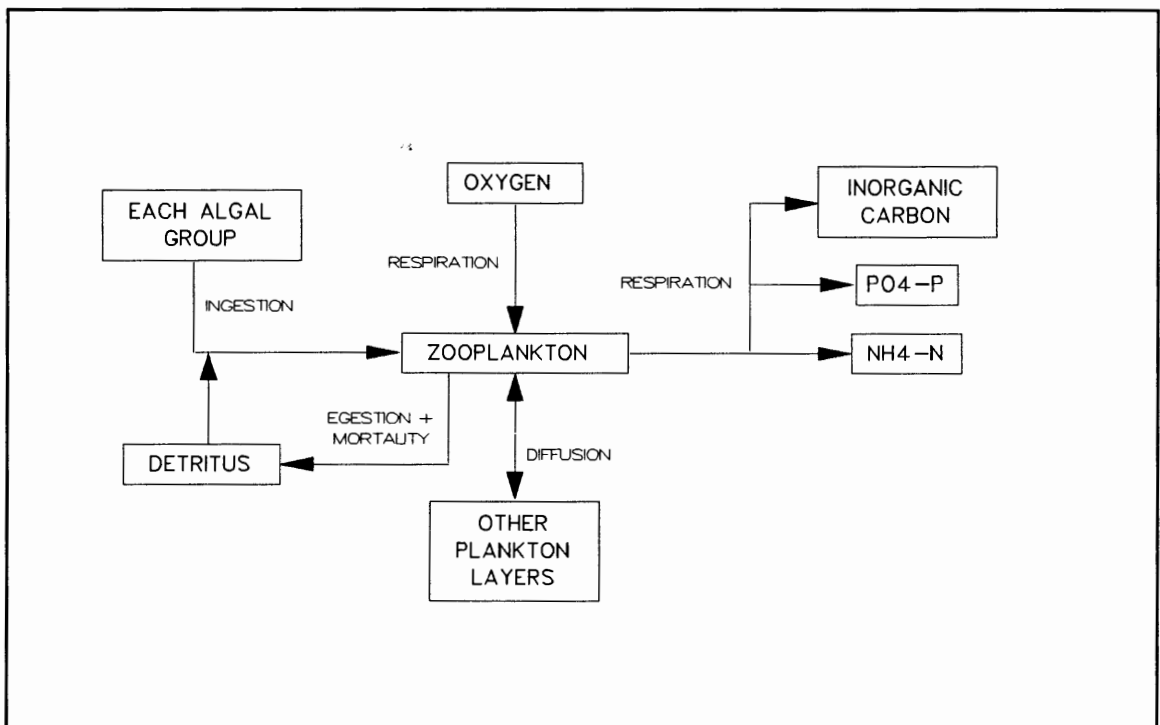 OXYGEN
EACH ALGAL
GROUP
INORGANIC
CARBON
RESPIRATION
RESPIRATION
INGESTION
PO4-P
ZOOPLANKTON
NH4-N
EGESTION +
MORTALITY
DETRITUS
DIFFUSION
OTHER
PLANKTON
LAYERS